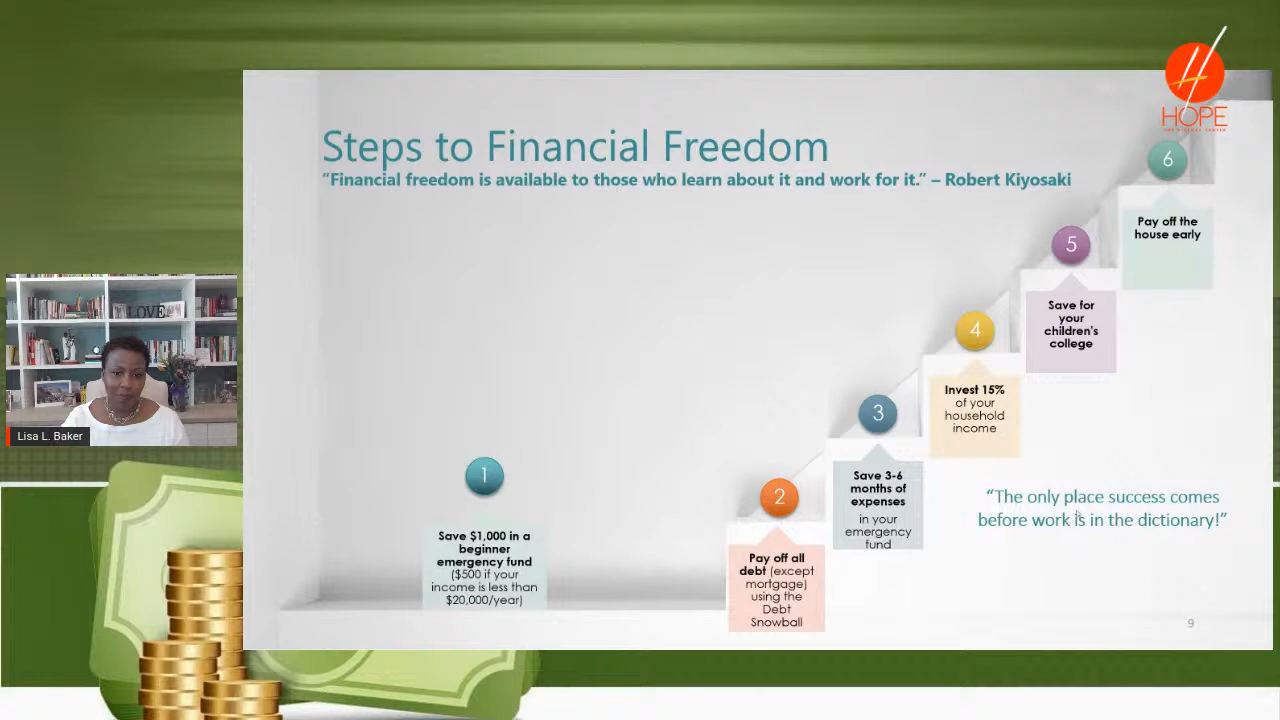 HOPE
Steps to Financial Freedom
“Financial freedom is available to those who learn about it and work for it.” – Robert Kiyosaki
6
Pay off the
house early
5
Save for
your
children's
college
4
Invest 15%
of your
household
income
3
Save 3-6
months of
expenses
in your
emergency
fund
2
Pay off all
debt (except
mortgage)
using the
Debt
Snowball
1
Save $1,000 in a
beginner
emergency fund
($500 if your
income is less than
$20,000/year)
“The only place success comes
before work is in the dictionary!”
9
LOVE
Lisa L. Baker